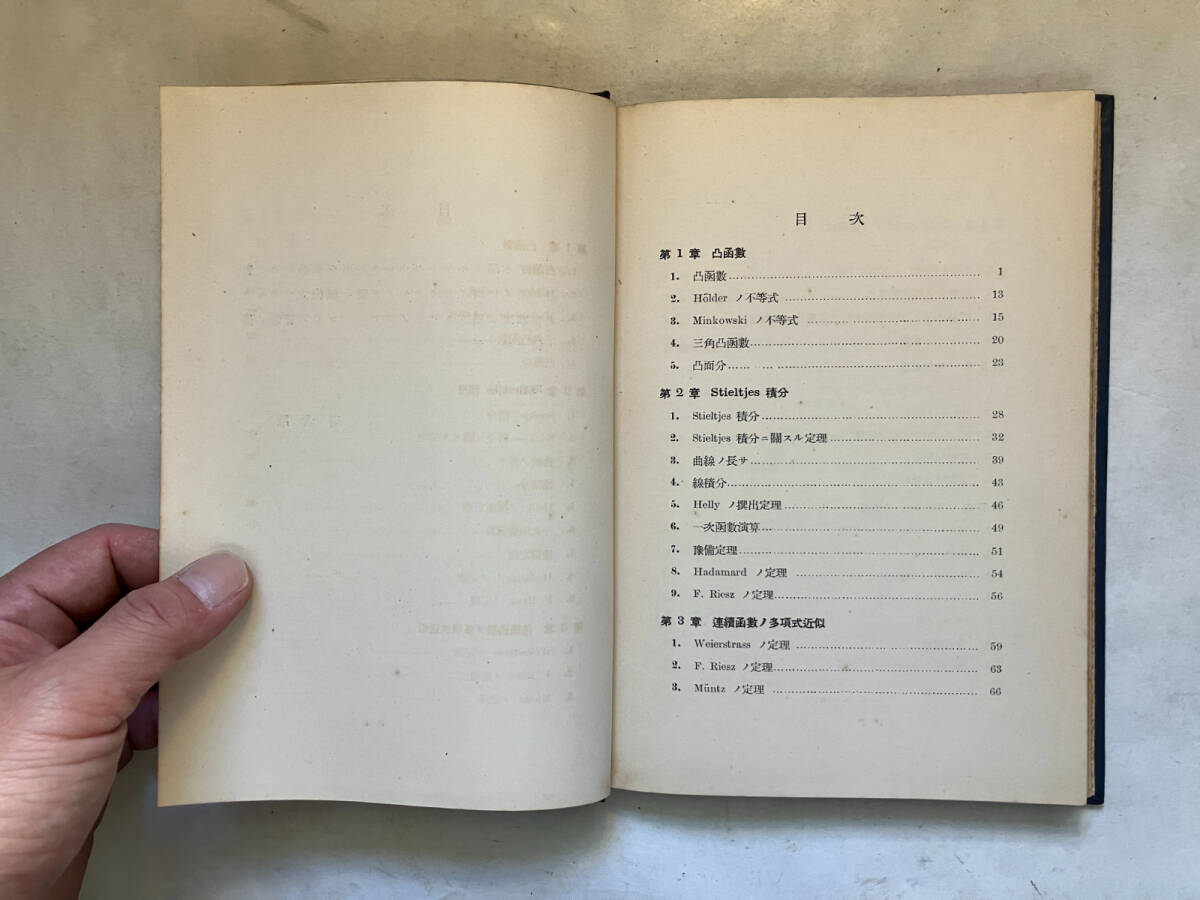 目 次
第1章 凸函數
1. 凸函數 1
2. Hölder ノ不等式 13
3. Minkowski ノ不等式 15
4. 三角凸函數 20
5. 凸面分 23
第2章 Stieltjes 積分
1. Stieltjes 積分 28
2. Stieltjes 積分ニ關スル定理 32
3. 曲線ノ長サ 39
4. 線積分 43
5. Helly ノ撰出定理 46
6. 一次函數演算 49
7. 豫備定理 51
8. Hadamard ノ定理 54
9. F. Riesz ノ定理 56
第3章 連續函數ノ多項式近似
1. Weierstrass ノ定理 59
2. F. Riesz ノ定理 63
3. Müntz ノ定理 66